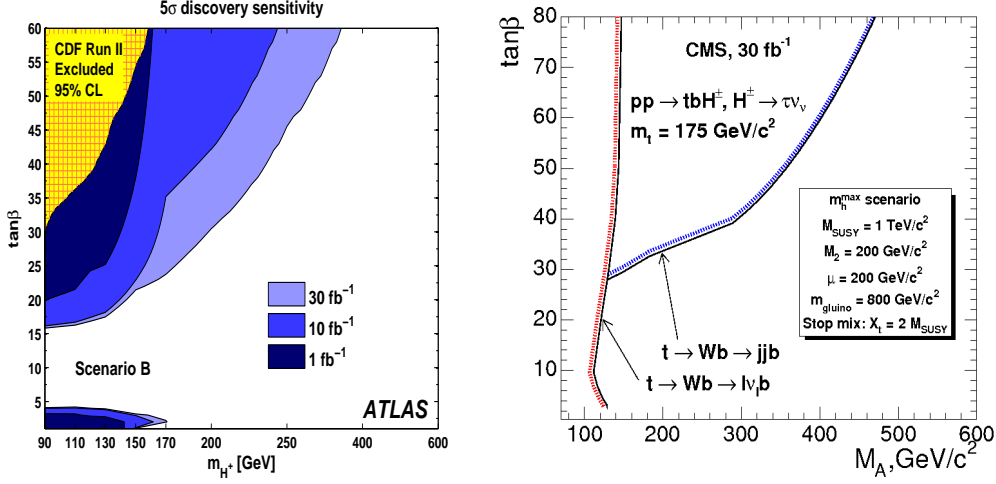 5σ discovery sensitivity
tanβ
60
55
50
45
40
35
30
25
20
15
10
5
CDF Run II
Excluded
95% CL
30 fb⁻¹
10 fb⁻¹
1 fb⁻¹
Scenario B
ATLAS
90 110 130 150 170 200 250 400 600
m_H⁺ [GeV]
tanβ
80
70
60
50
40
30
20
10
CMS, 30 fb⁻¹
pp → tbH±, H± → τν_ν
m_t = 175 GeV/c²
m_h^max scenario
M_SUSY = 1 TeV/c²
M₂ = 200 GeV/c²
μ = 200 GeV/c²
m_gluino = 800 GeV/c²
Stop mix: X_t = 2 M_SUSY
t → Wb → jjb
t → Wb → lν_lb
100 200 300 400 500 600
M_A,GeV/c²